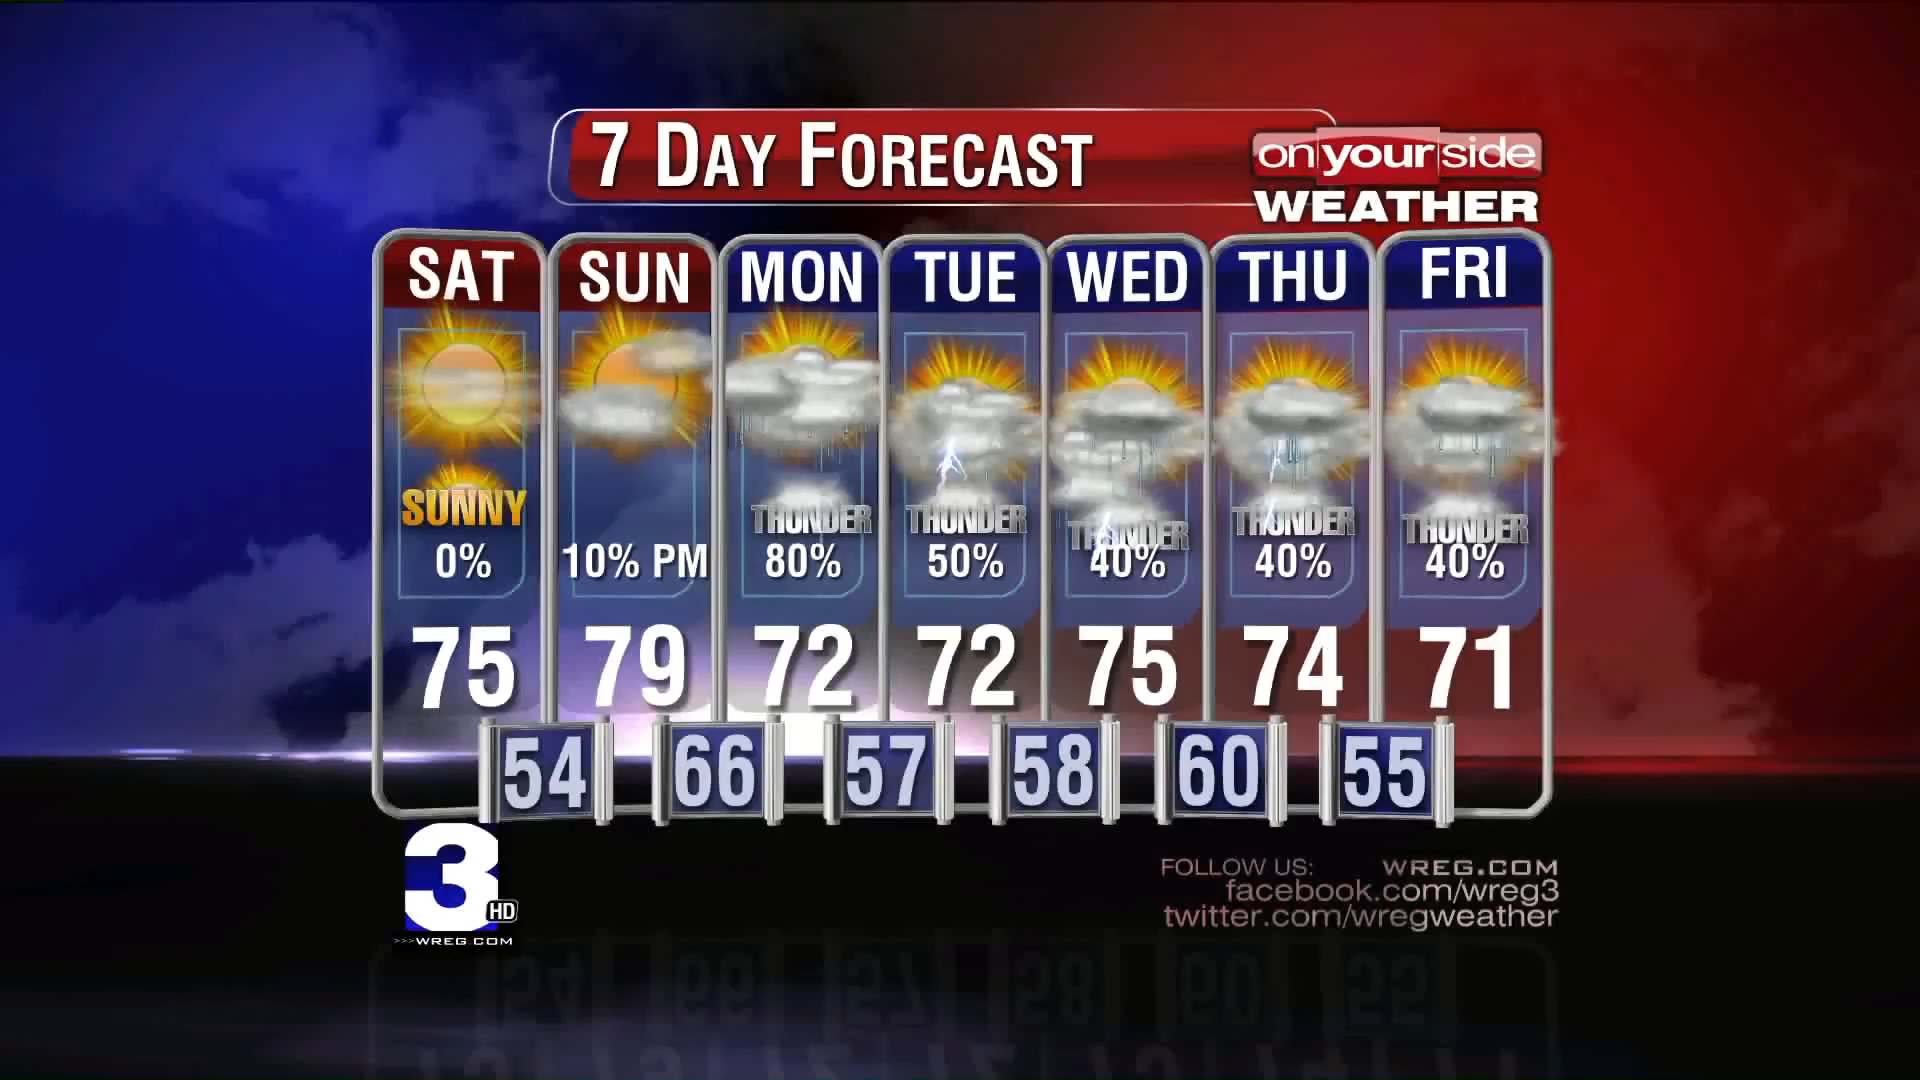 7 DAY FORECAST
on your side
WEATHER
SAT SUN MON TUE WED THU FRI
SUNNY THUNDER THUNDER THUNDER THUNDER THUNDER
0% 10% PM 80% 50% 40% 40% 40%
75 79 72 72 75 74 71
54 66 57 58 60 55
3 HD
>>>WREG.COM
FOLLOW US: WREG.COM
facebook.com/wreg3
twitter.com/wregweather